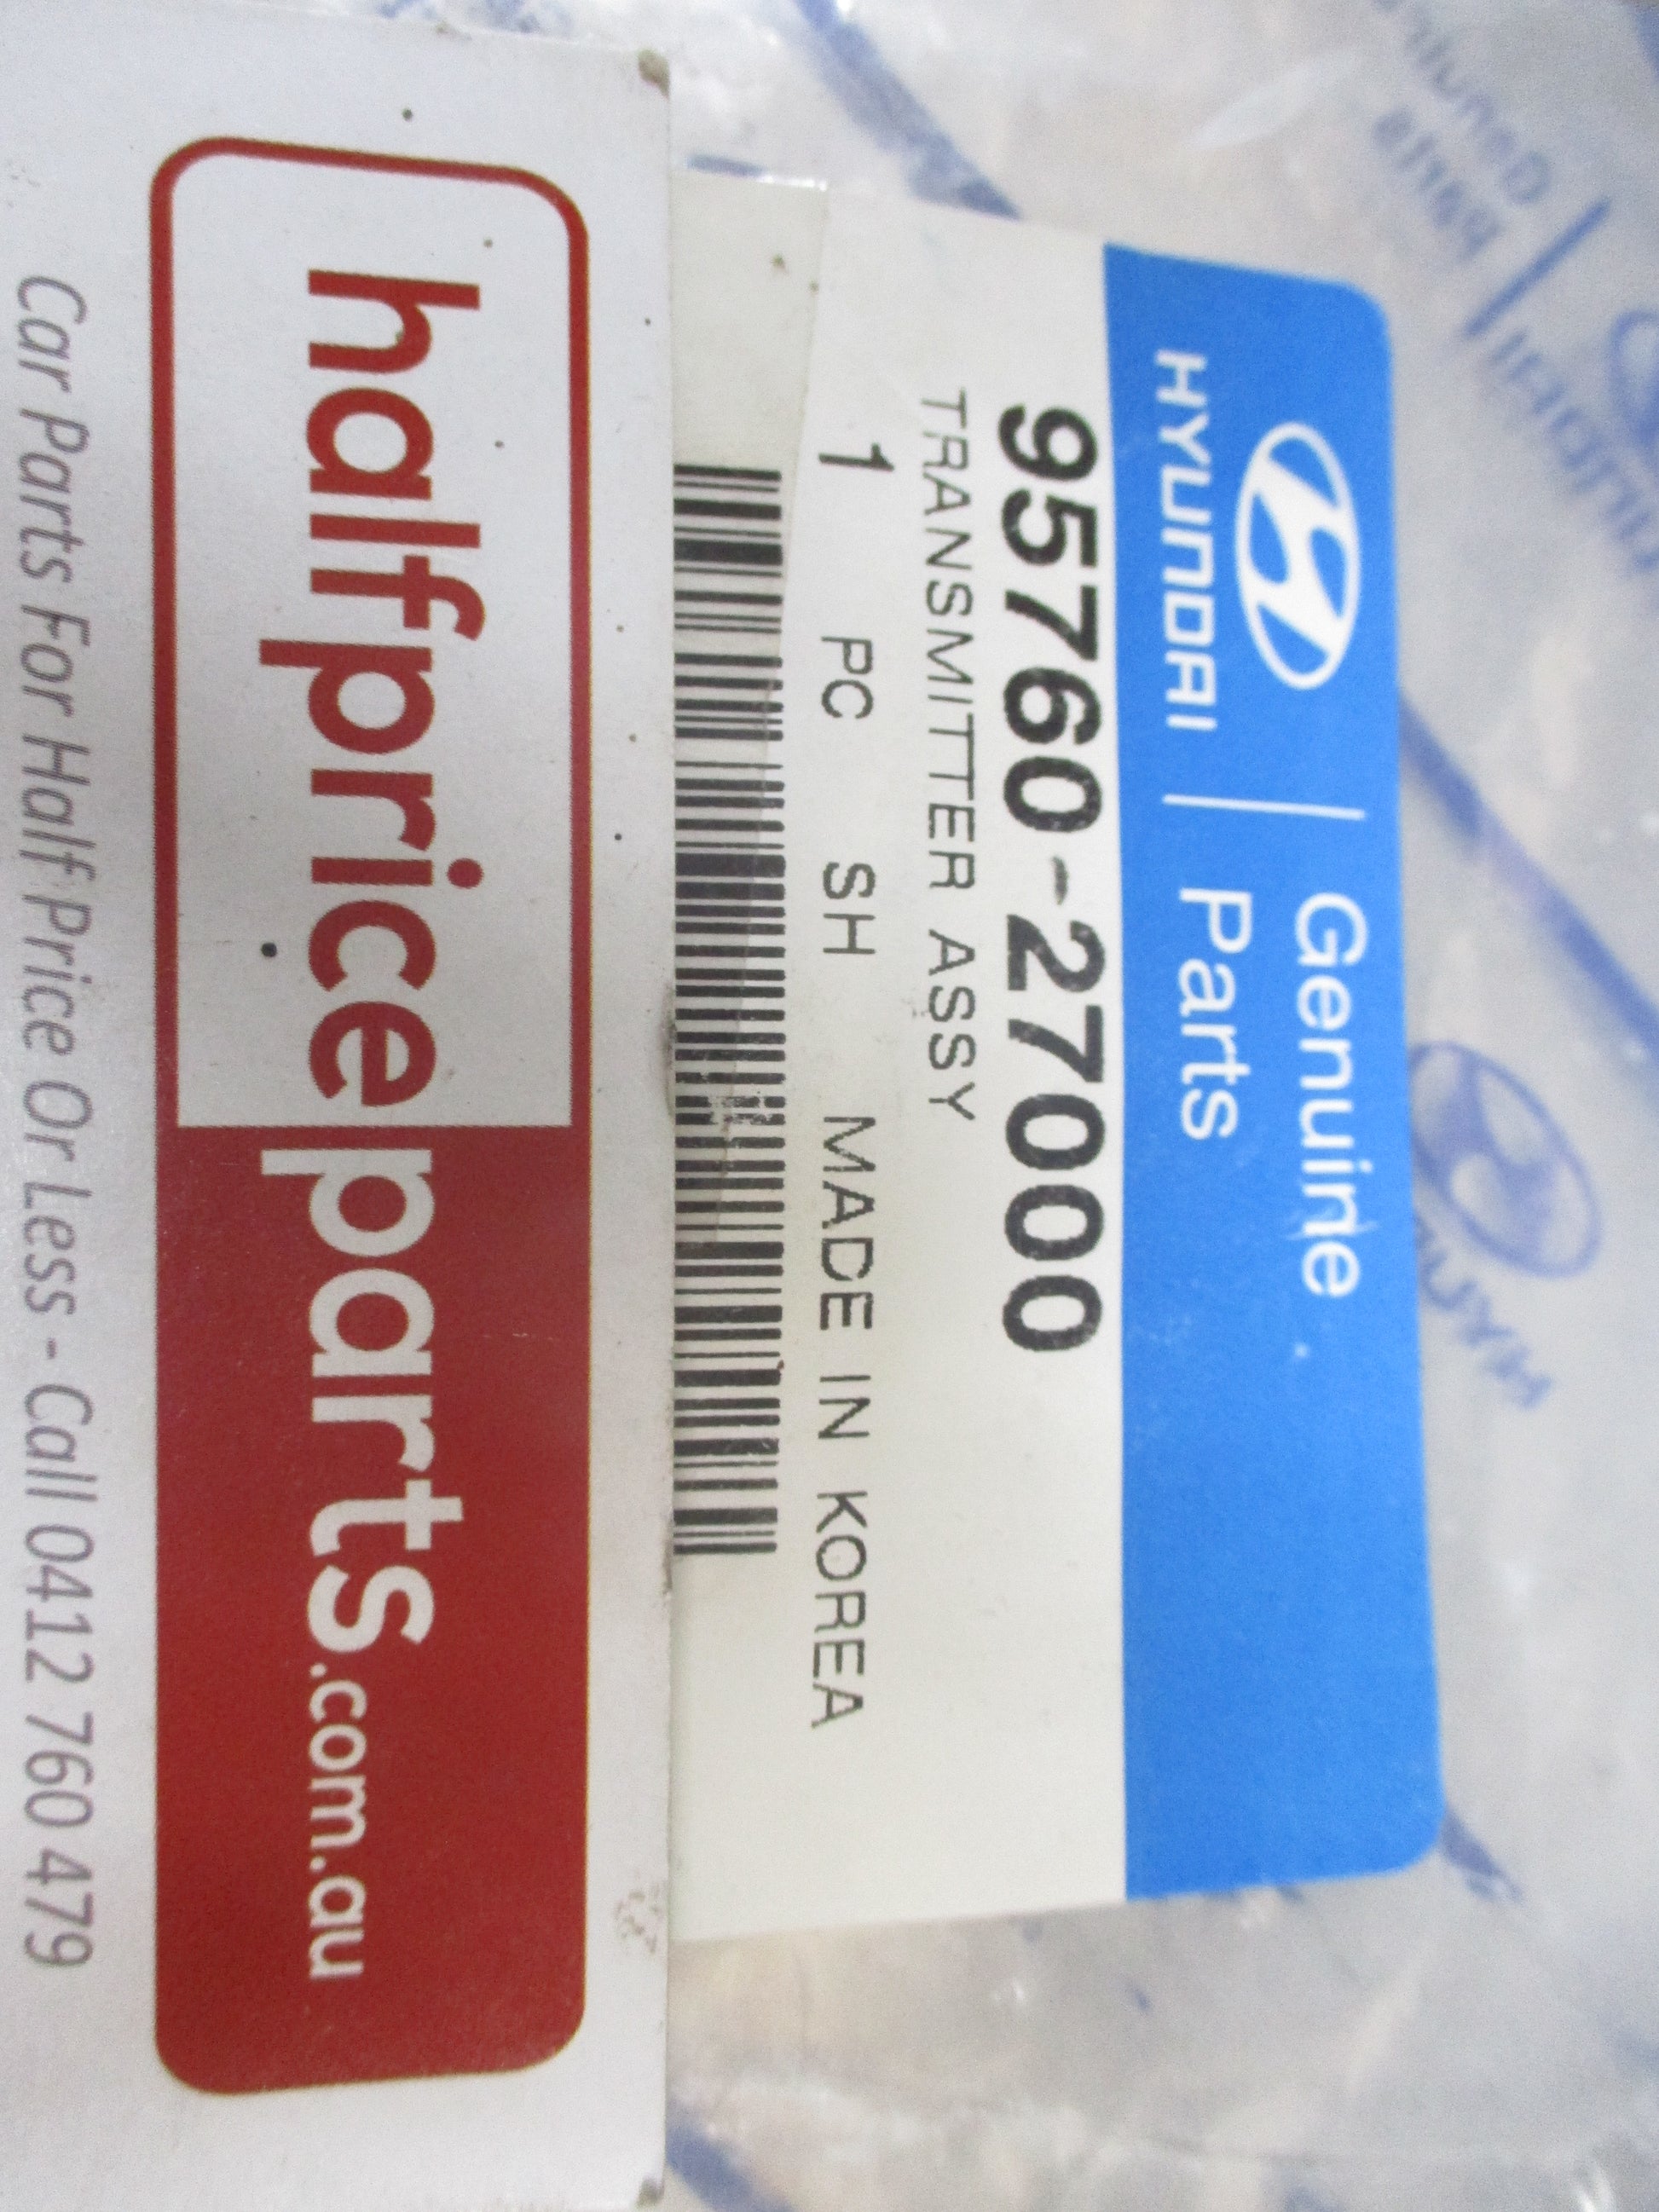 HYUNDAI
Genuine
Parts
95760-27000
TRANSMITTER ASSY
1 PC SH MADE IN KOREA
halfpriceparts.com.au
Car Parts For Half Price Or Less - Call 0412 760 479
Parts